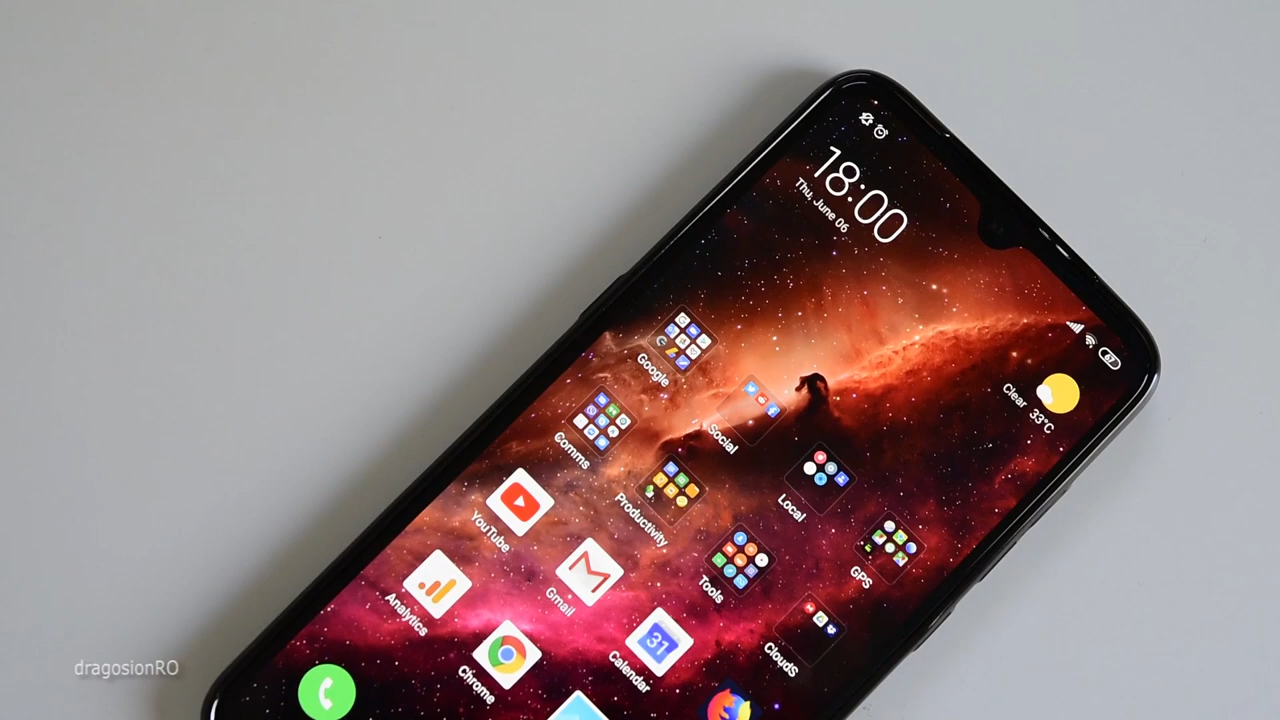 18:00
Thu, June 06
67
Clear 33°C
Google
Social
Local
GPS
Comms
Productivity
Tools
CloudS
YouTube
Gmail
31
Calendar
Analytics
Chrome
dragosionRO